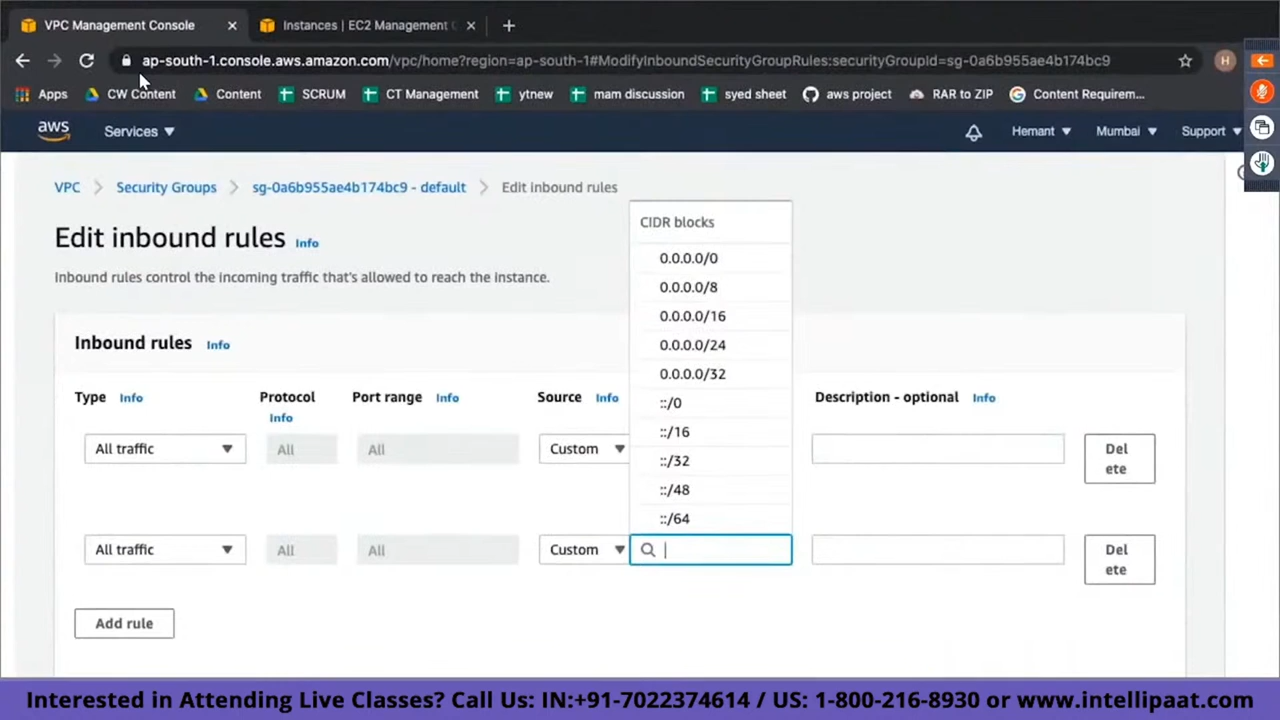 VPC Management Console
Instances | EC2 Management C
ap-south-1.console.aws.amazon.com/vpc/home?region=ap-south-1#ModifyInboundSecurityGroupRules:securityGroupId=sg-0a6b955ae4b174bc9
H
Apps CW Content Content SCRUM CT Management ytnew mam discussion syed sheet aws project RAR to ZIP Content Requirem...
aws Services Hemant Mumbai Support
VPC Security Groups sg-0a6b955ae4b174bc9 - default Edit inbound rules
Edit inbound rules Info
Inbound rules control the incoming traffic that's allowed to reach the instance.
Inbound rules Info
Type Info Protocol Info Port range Info Source Info Description - optional Info
All traffic All All Custom Delete
CIDR blocks
0.0.0.0/0
0.0.0.0/8
0.0.0.0/16
0.0.0.0/24
0.0.0.0/32
::/0
::/16
::/32
::/48
::/64
All traffic All All Custom Delete
Add rule
Interested in Attending Live Classes? Call Us: IN:+91-7022374614 / US: 1-800-216-8930 or www.intellipaat.com